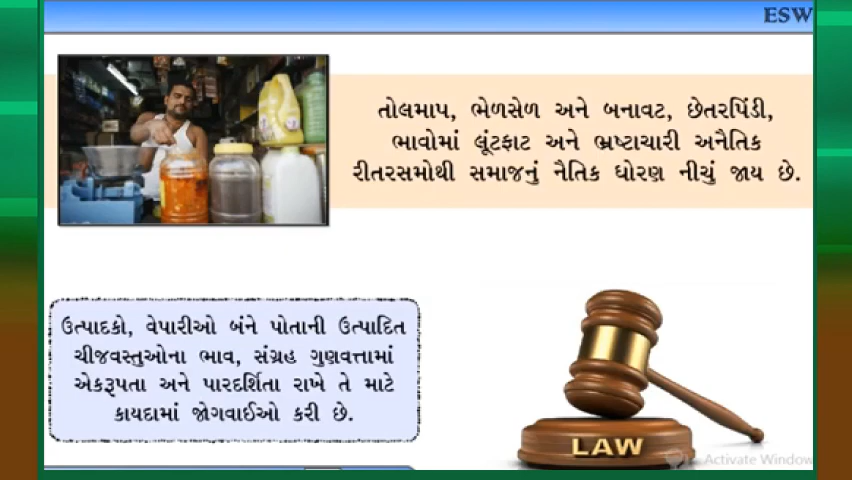 ESW
તોલમાપ, ભેળસેળ અને બનાવટ, છેતરપિંડી,
ભાવોમાં લૂંટફાટ અને ભ્રષ્ટાચારી અનૈતિક
રીતરસમોથી સમાજનું નૈતિક ધોરણ નીચું જાય છે.
ઉત્પાદકો, વેપારીઓ બંને પોતાની ઉત્પાદિત
ચીજવસ્તુઓના ભાવ, સંગ્રહ ગુણવત્તામાં
એકરૂપતા અને પારદર્શિતા રાખે તે માટે
કાયદામાં જોગવાઈઓ કરી છે.
LAW
Activate Window